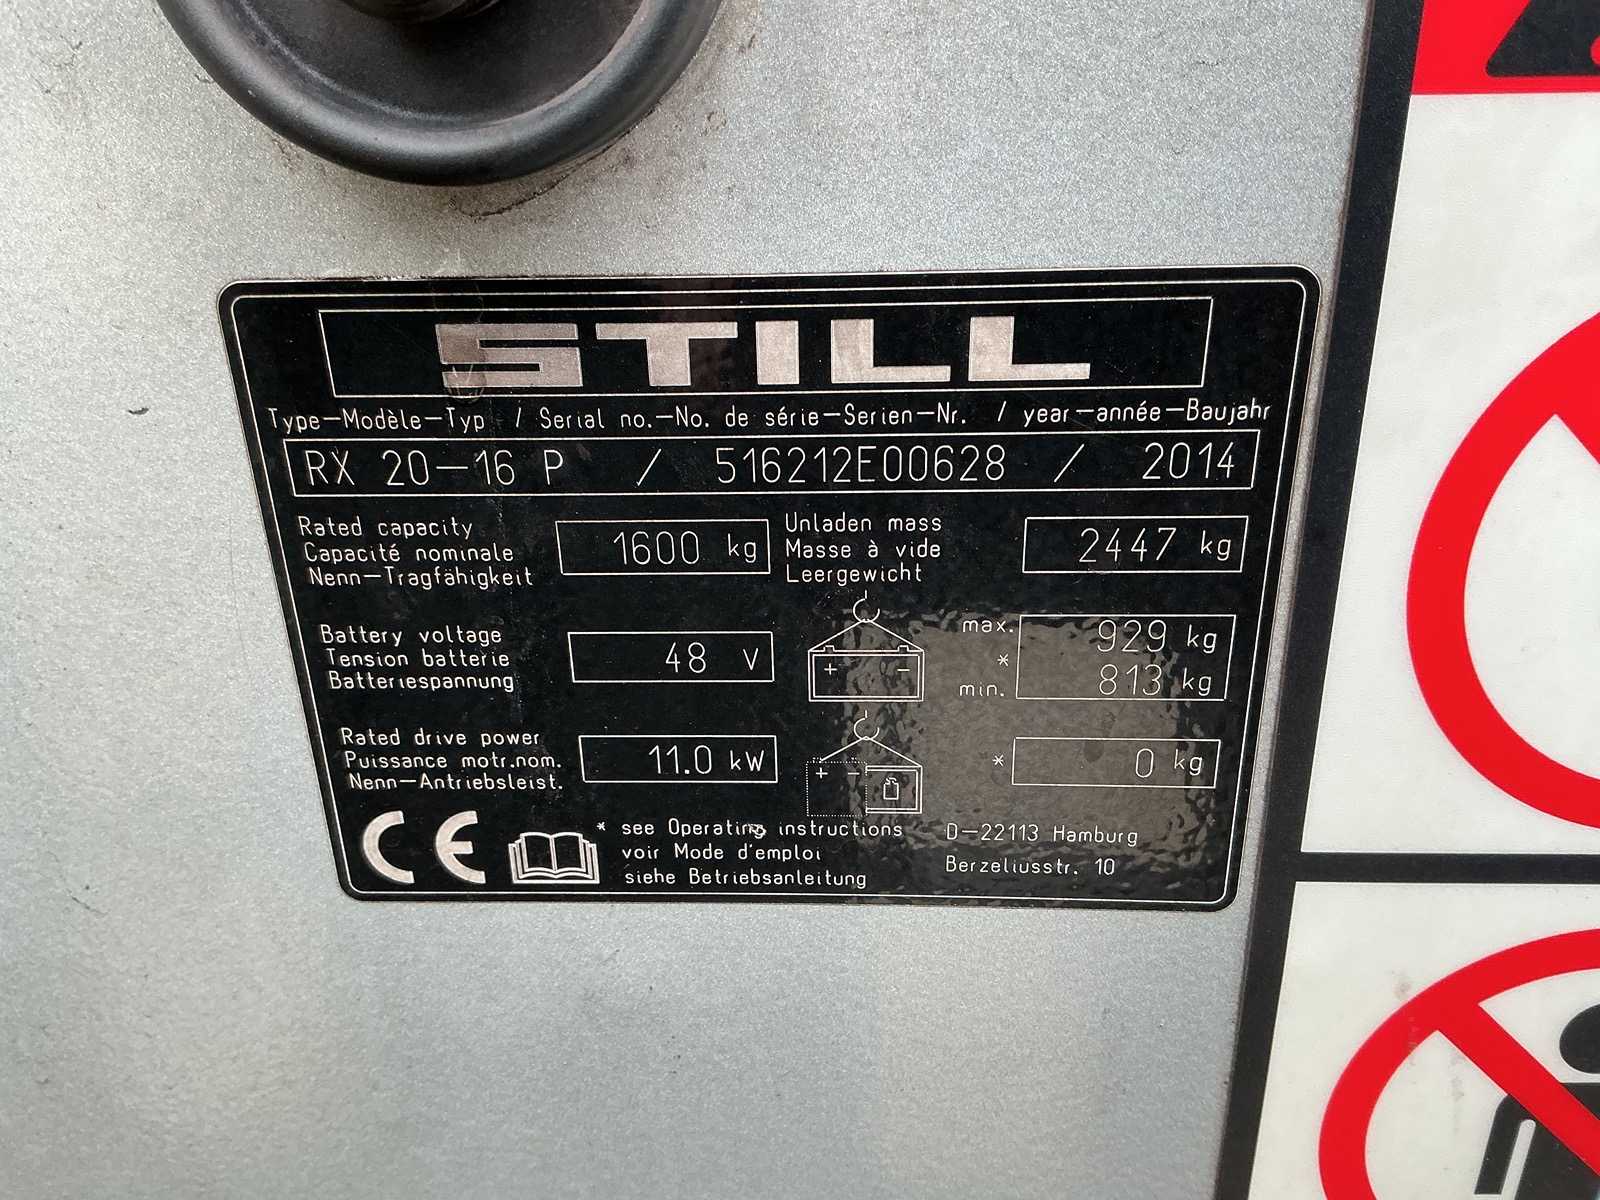 STILL
Type-Modèle-Typ / Serial no.-No. de série-Serien-Nr. / year-année-Baujahr
RX 20-16 P / 516212E00628 / 2014
Rated capacity
Capacité nominale
Nenn-Tragfähigkeit
1600 kg
Unladen mass
Masse à vide
Leergewicht
2447 kg
Battery voltage
Tension batterie
Batteriespannung
48 V
+ -
max. 929 kg
*
min. 813 kg
Rated drive power
Puissance motr.nom.
Nenn-Antriebsleist.
11.0 kW
+ -
* 0 kg
CE
* see Operating instructions
voir Mode d'emploi
siehe Betriebsanleitung
D-22113 Hamburg
Berzeliusstr. 10